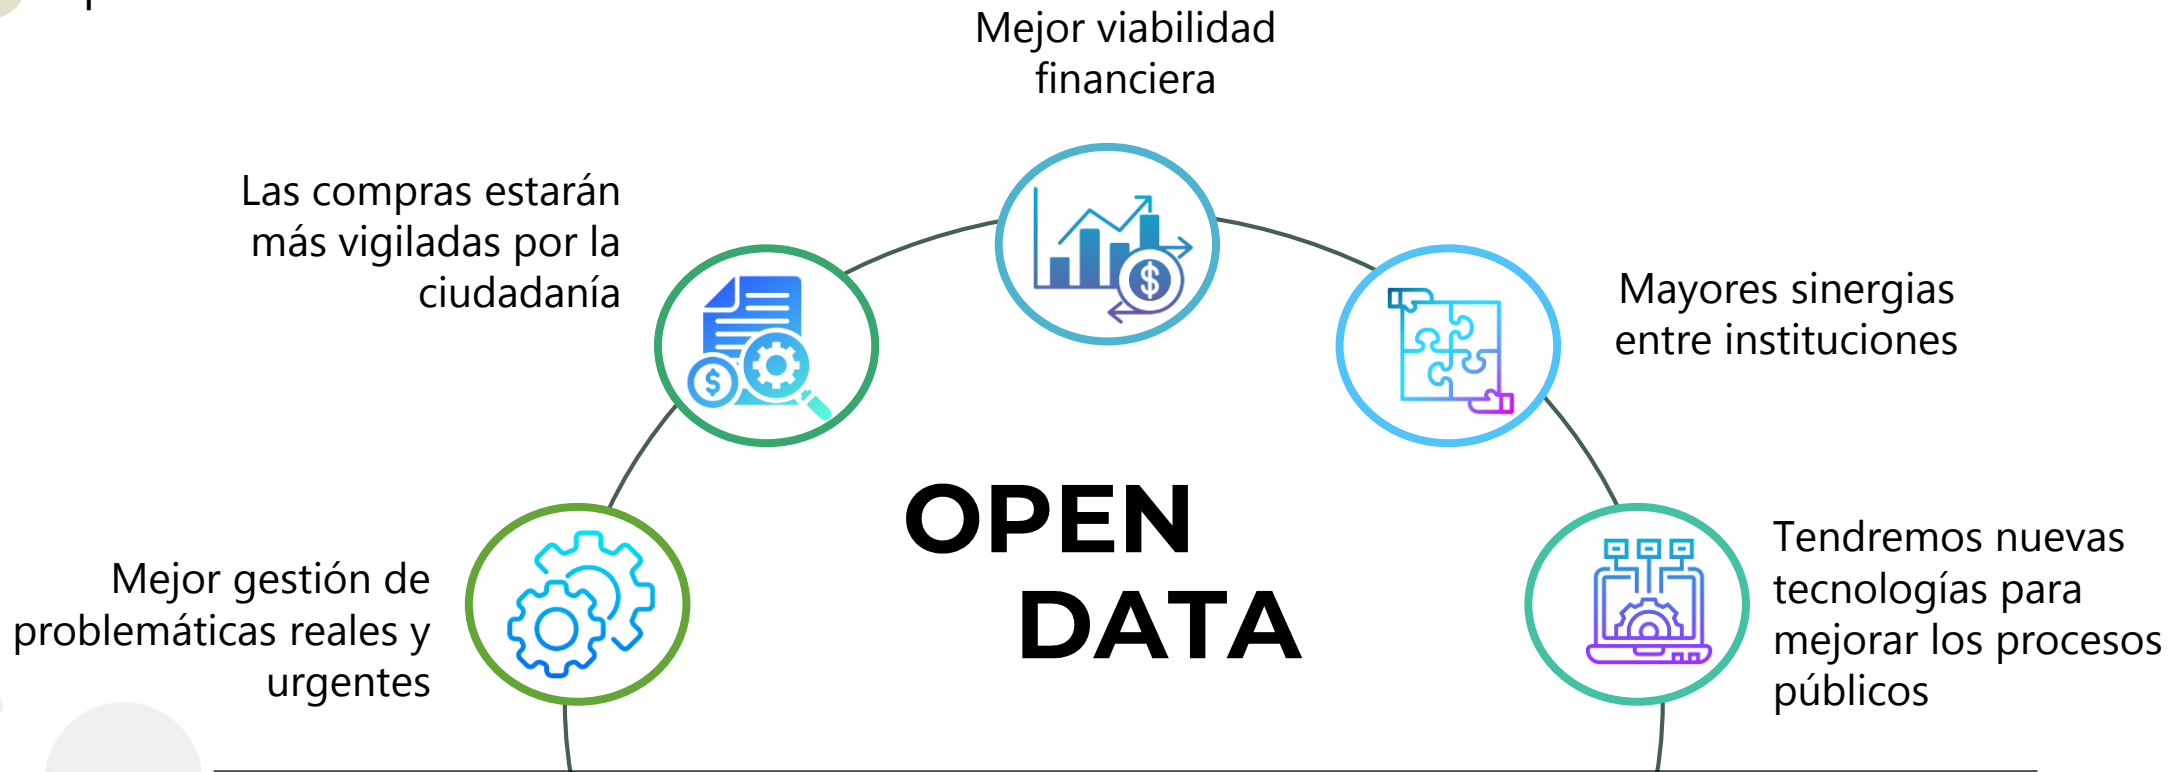 Mejor viabilidad
financiera
Las compras estarán
más vigiladas por la
ciudadanía
Mayores sinergias
entre instituciones
OPEN
DATA
Mejor gestión de
problemáticas reales y
urgentes
Tendremos nuevas
tecnologías para
mejorar los procesos
públicos